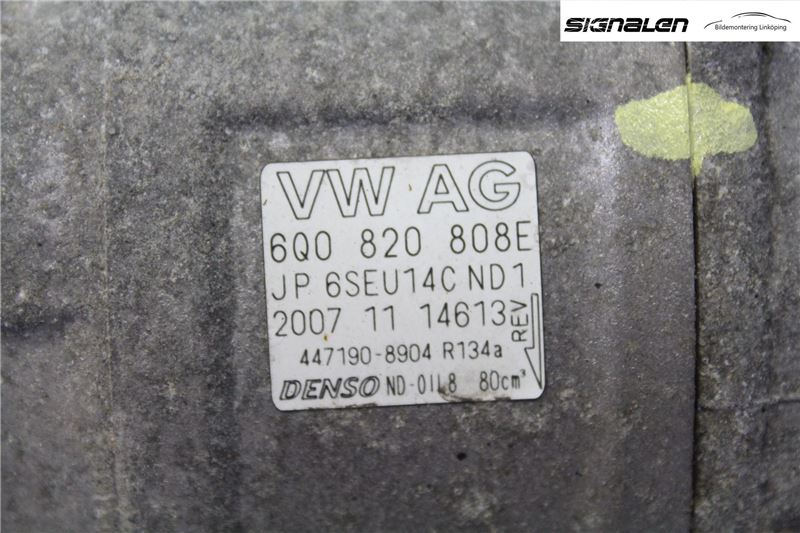 SIGNALEN
Bildemontering Linköping
VW AG
6Q0 820 808E
JP 6SEU14C ND1
2007 11 14613
REV
447190-8904 R134a
DENSO ND-OIL8 80cm³